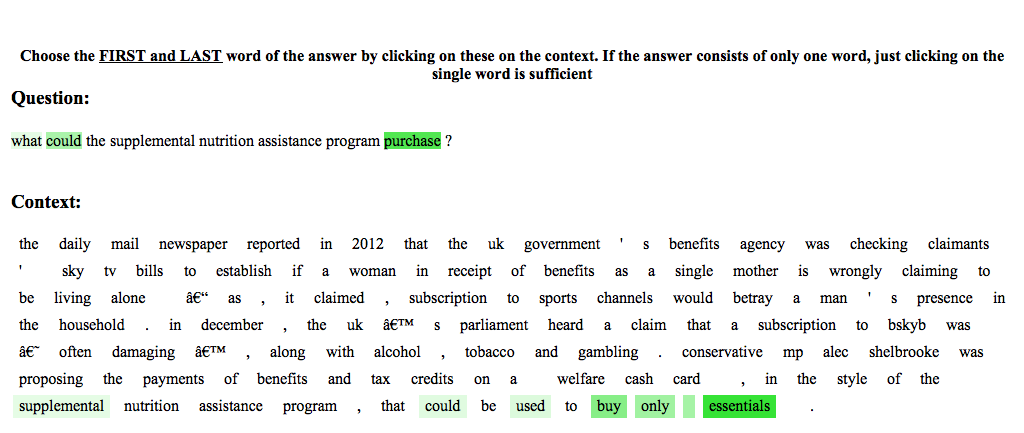 Choose the FIRST and LAST word of the answer by clicking on these on the context. If the answer consists of only one word, just clicking on the
single word is sufficient
Question:
what could the supplemental nutrition assistance program purchase ?
Context:
the daily mail newspaper reported in 2012 that the uk government ' s benefits agency was checking claimants
' sky tv bills to establish if a woman in receipt of benefits as a single mother is wrongly claiming to
be living alone â€“ as , it claimed , subscription to sports channels would betray a man ' s presence in
the household . in december , the uk â€™ s parliament heard a claim that a subscription to bskyb was
â€˜ often damaging â€™ , along with alcohol , tobacco and gambling . conservative mp alec shelbrooke was
proposing the payments of benefits and tax credits on a welfare cash card , in the style of the
supplemental nutrition assistance program , that could be used to buy only essentials .